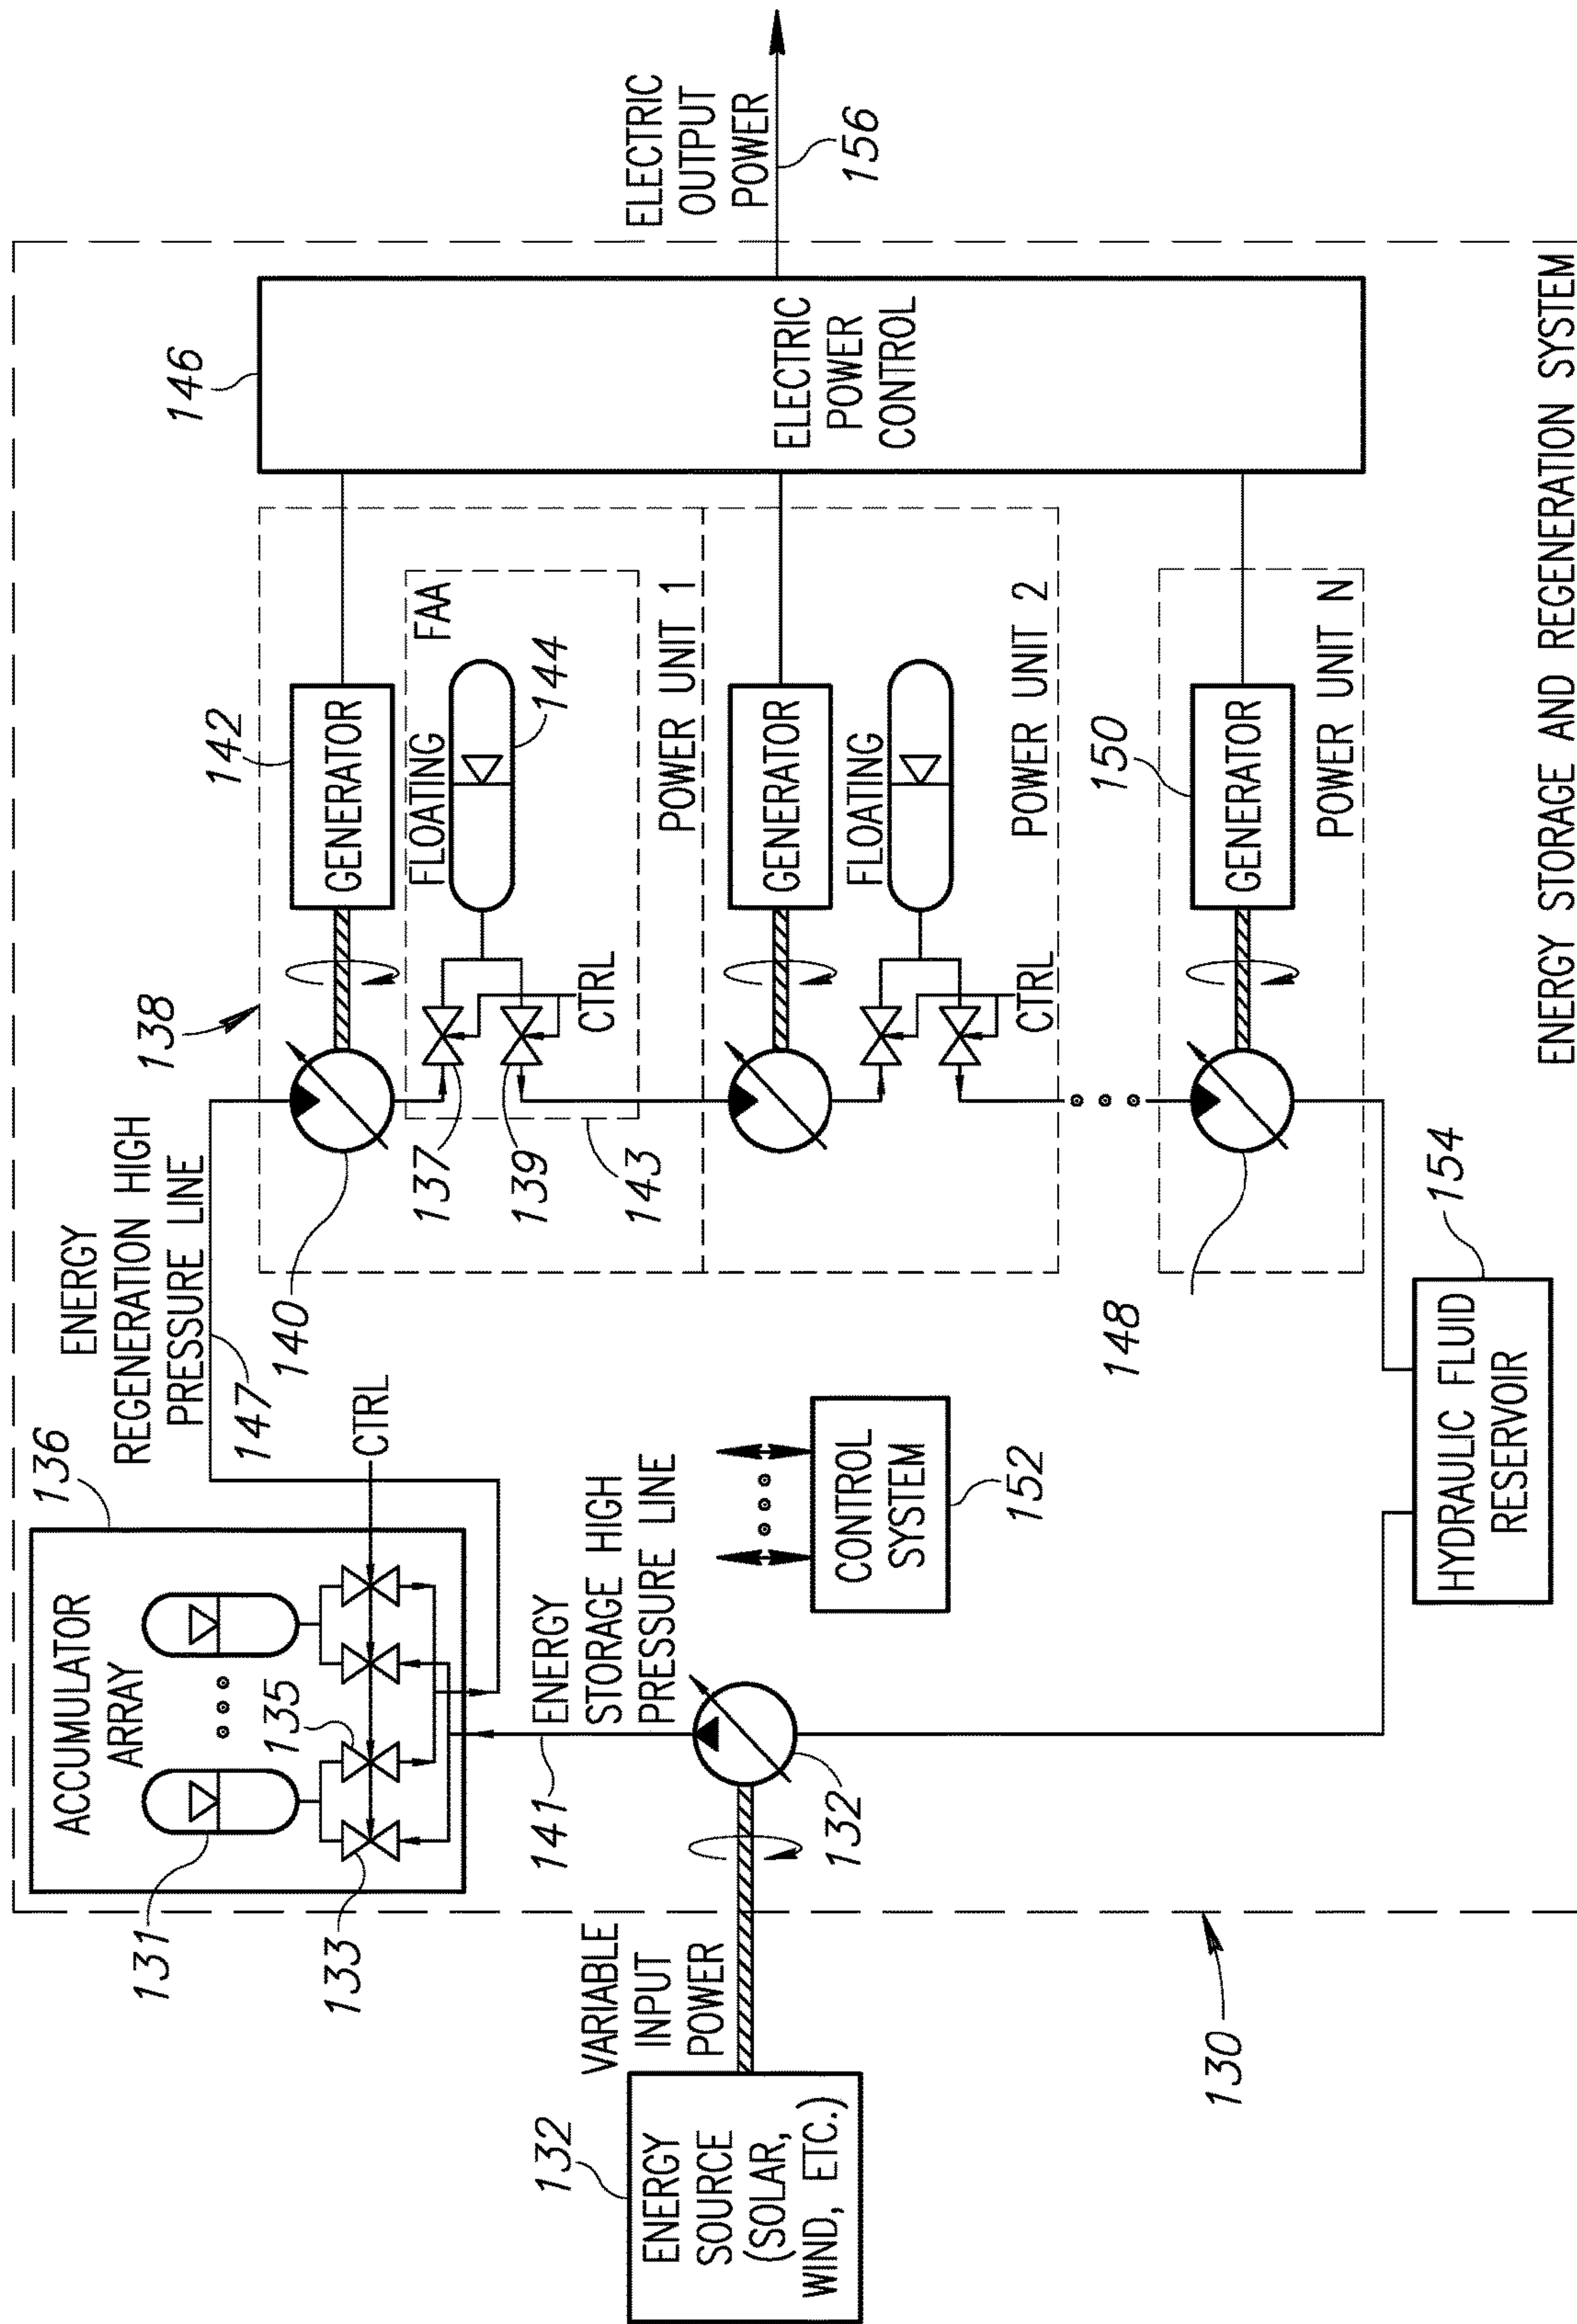 130
132
ENERGY
SOURCE
(SOLAR,
WIND, ETC.)
VARIABLE
INPUT
POWER
136
ACCUMULATOR
ARRAY
131
133
135
CTRL
141
ENERGY
STORAGE HIGH
PRESSURE LINE
132
147
ENERGY
REGENERATION HIGH
PRESSURE LINE
CONTROL
SYSTEM
152
HYDRAULIC FLUID
RESERVOIR
154
138
140
142
GENERATOR
FLOATING
FAA
144
137
139
143
CTRL
POWER UNIT 1
GENERATOR
FLOATING
CTRL
POWER UNIT 2
148
150
GENERATOR
POWER UNIT N
146
ELECTRIC
POWER
CONTROL
ELECTRIC
OUTPUT
POWER
156
ENERGY STORAGE AND REGENERATION SYSTEM